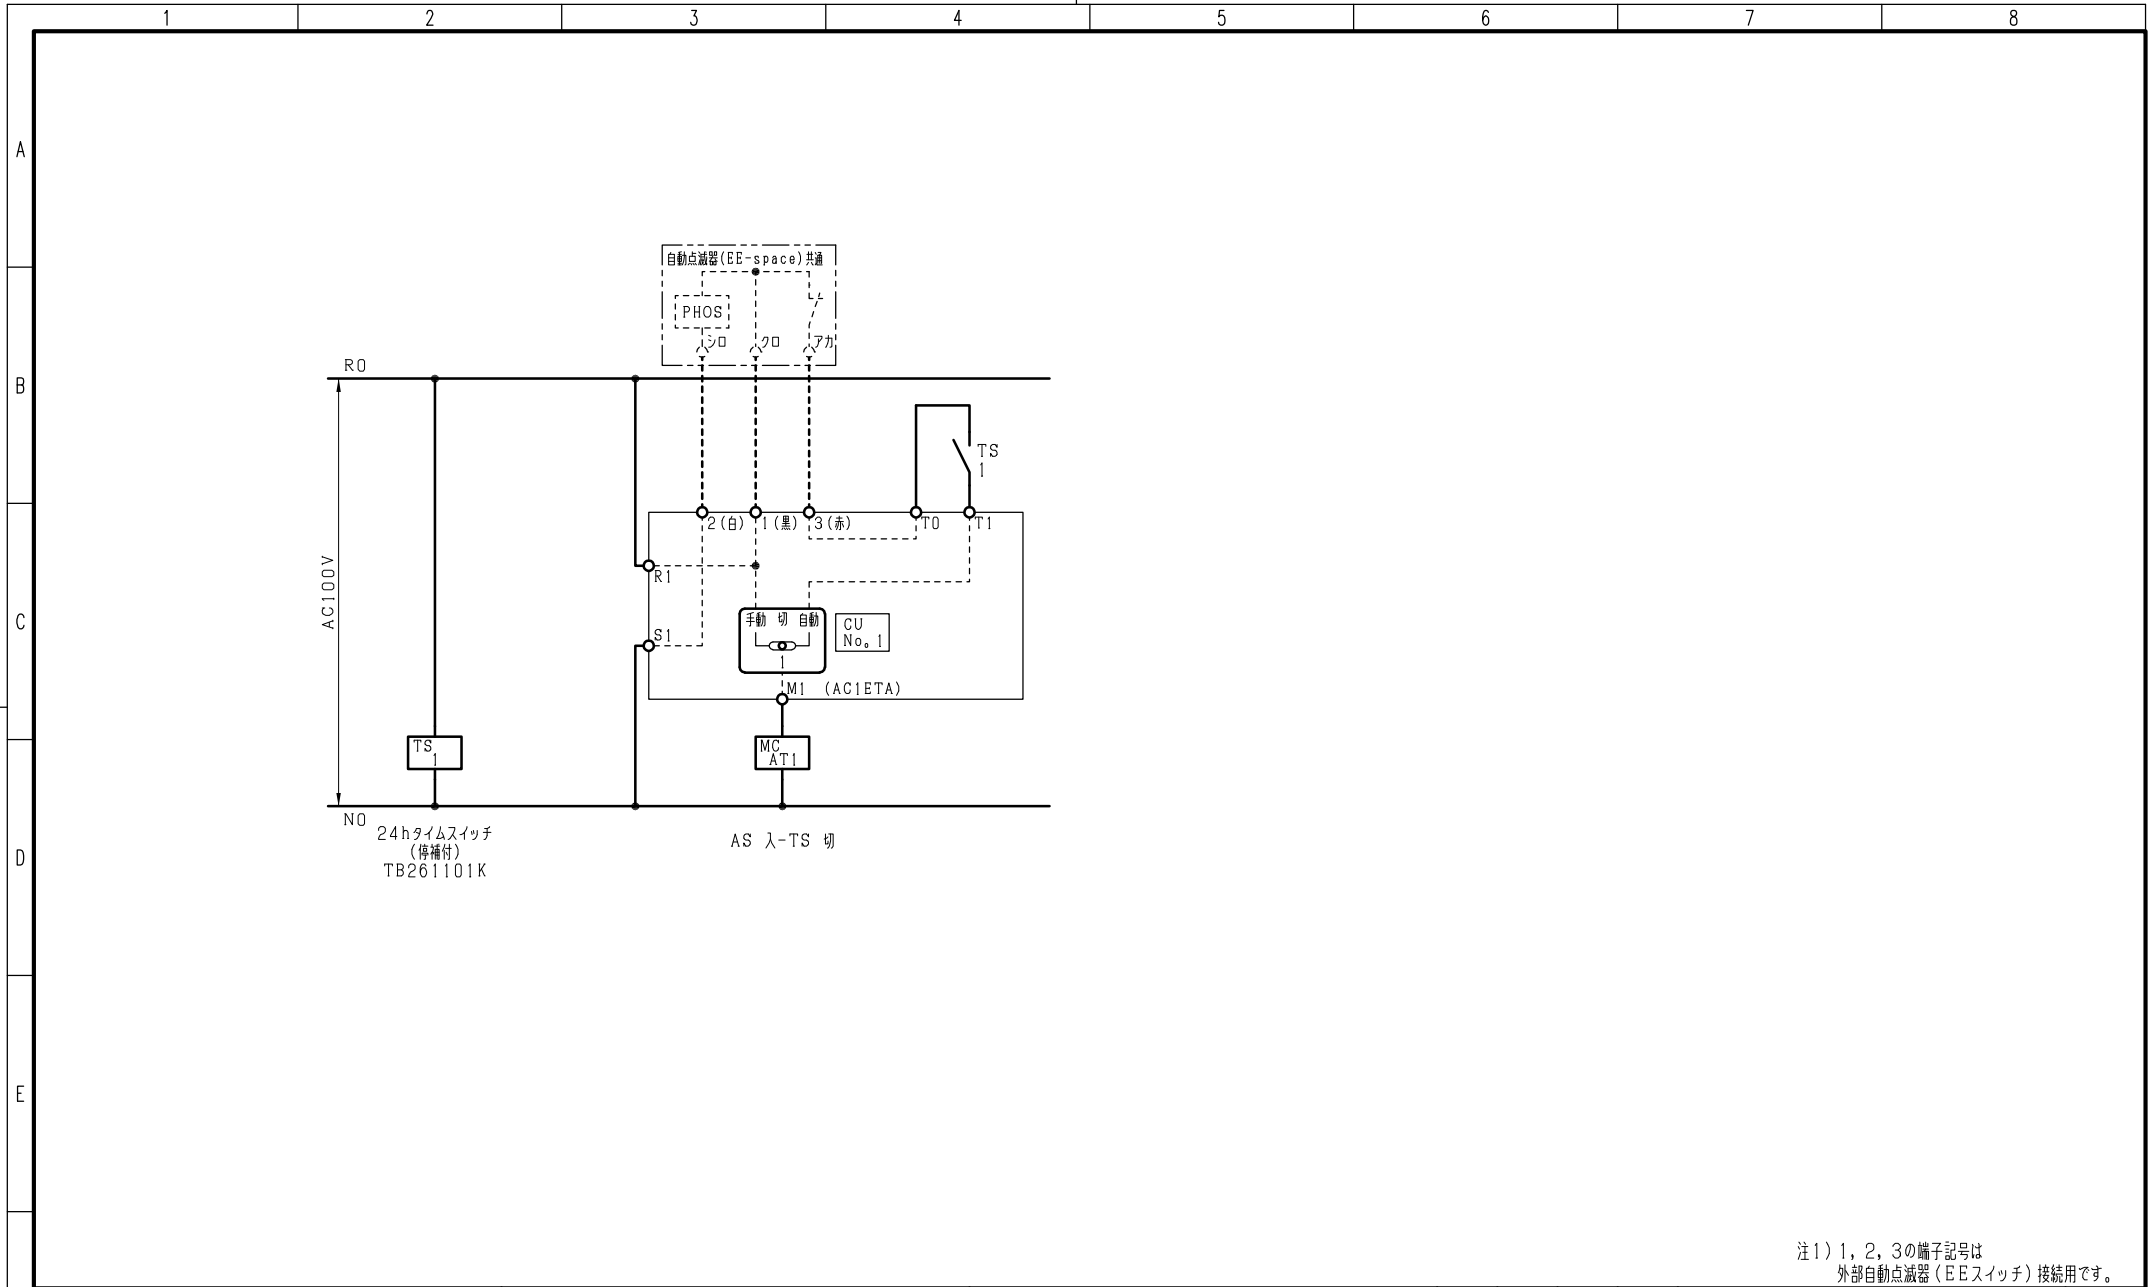 1 2 3 4 5 6 7 8
A
自動点滅器(EE-space)共通
PHOS
シロ クロ アカ
R0
B
TS
1
2(白) 1(黒) 3(赤) T0 T1
R1
AC100V
C
手動 切 自動
CU
No。1
S1
1
M1 (AC1ETA)
TS
1
MC
AT1
N0
24hタイムスイッチ
(停補付)
TB261101K
AS 入-TS 切
D
E
注1)1,2,3の端子記号は
外部自動点滅器(EEスイッチ)接続用です。